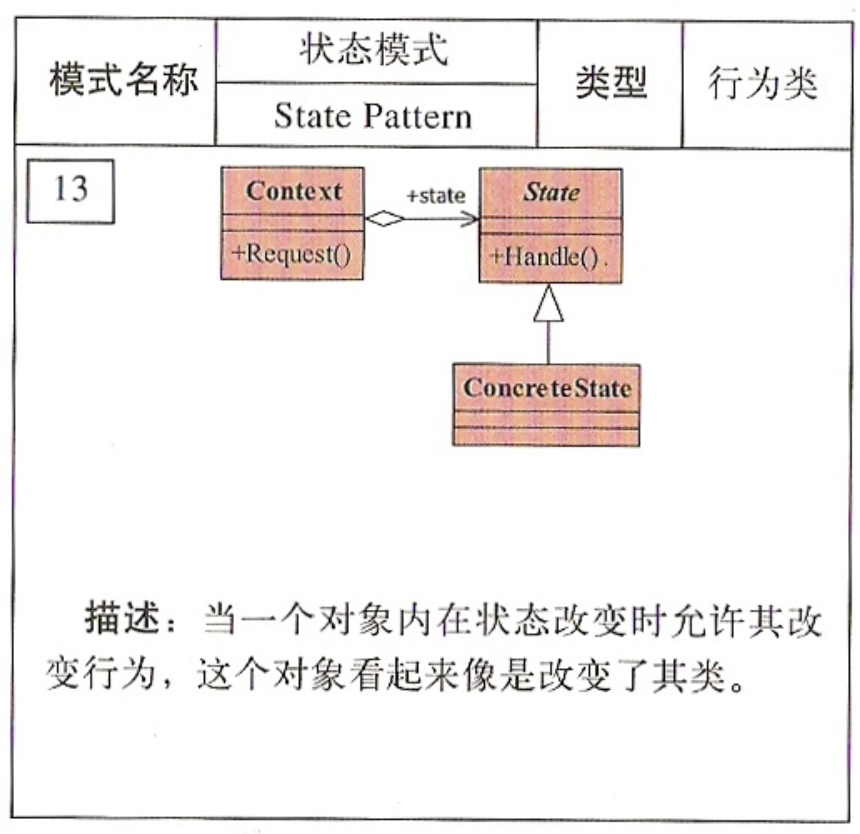 模式名称
状态模式
State Pattern
类型
行为类
13
Context
+Request()
+state
State
+Handle()
ConcreteState
描述：当一个对象内在状态改变时允许其改
变行为，这个对象看起来像是改变了其类。